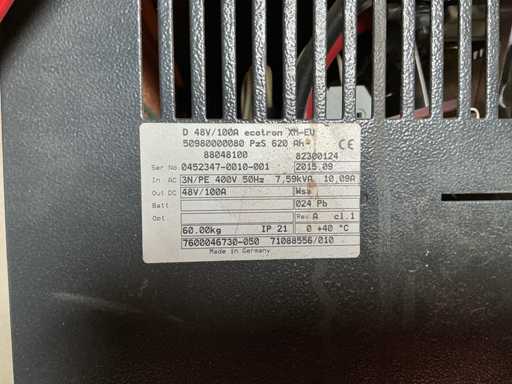 D 48V/100A ecotron XM-EU
50980000080 PzS 620 Ah
CE
88048100 82300124
Ser No. 0452347-0010-001 2015.09
In AC 3N/PE 400V 50Hz 7,59kVA 10,09A
Out DC 48V/100A Wsa
Batt 024 Pb
Opt. Rev A cl.1
60.00kg IP 21 0 +40 °C
7600046730-050 71088556/010
Made in Germany